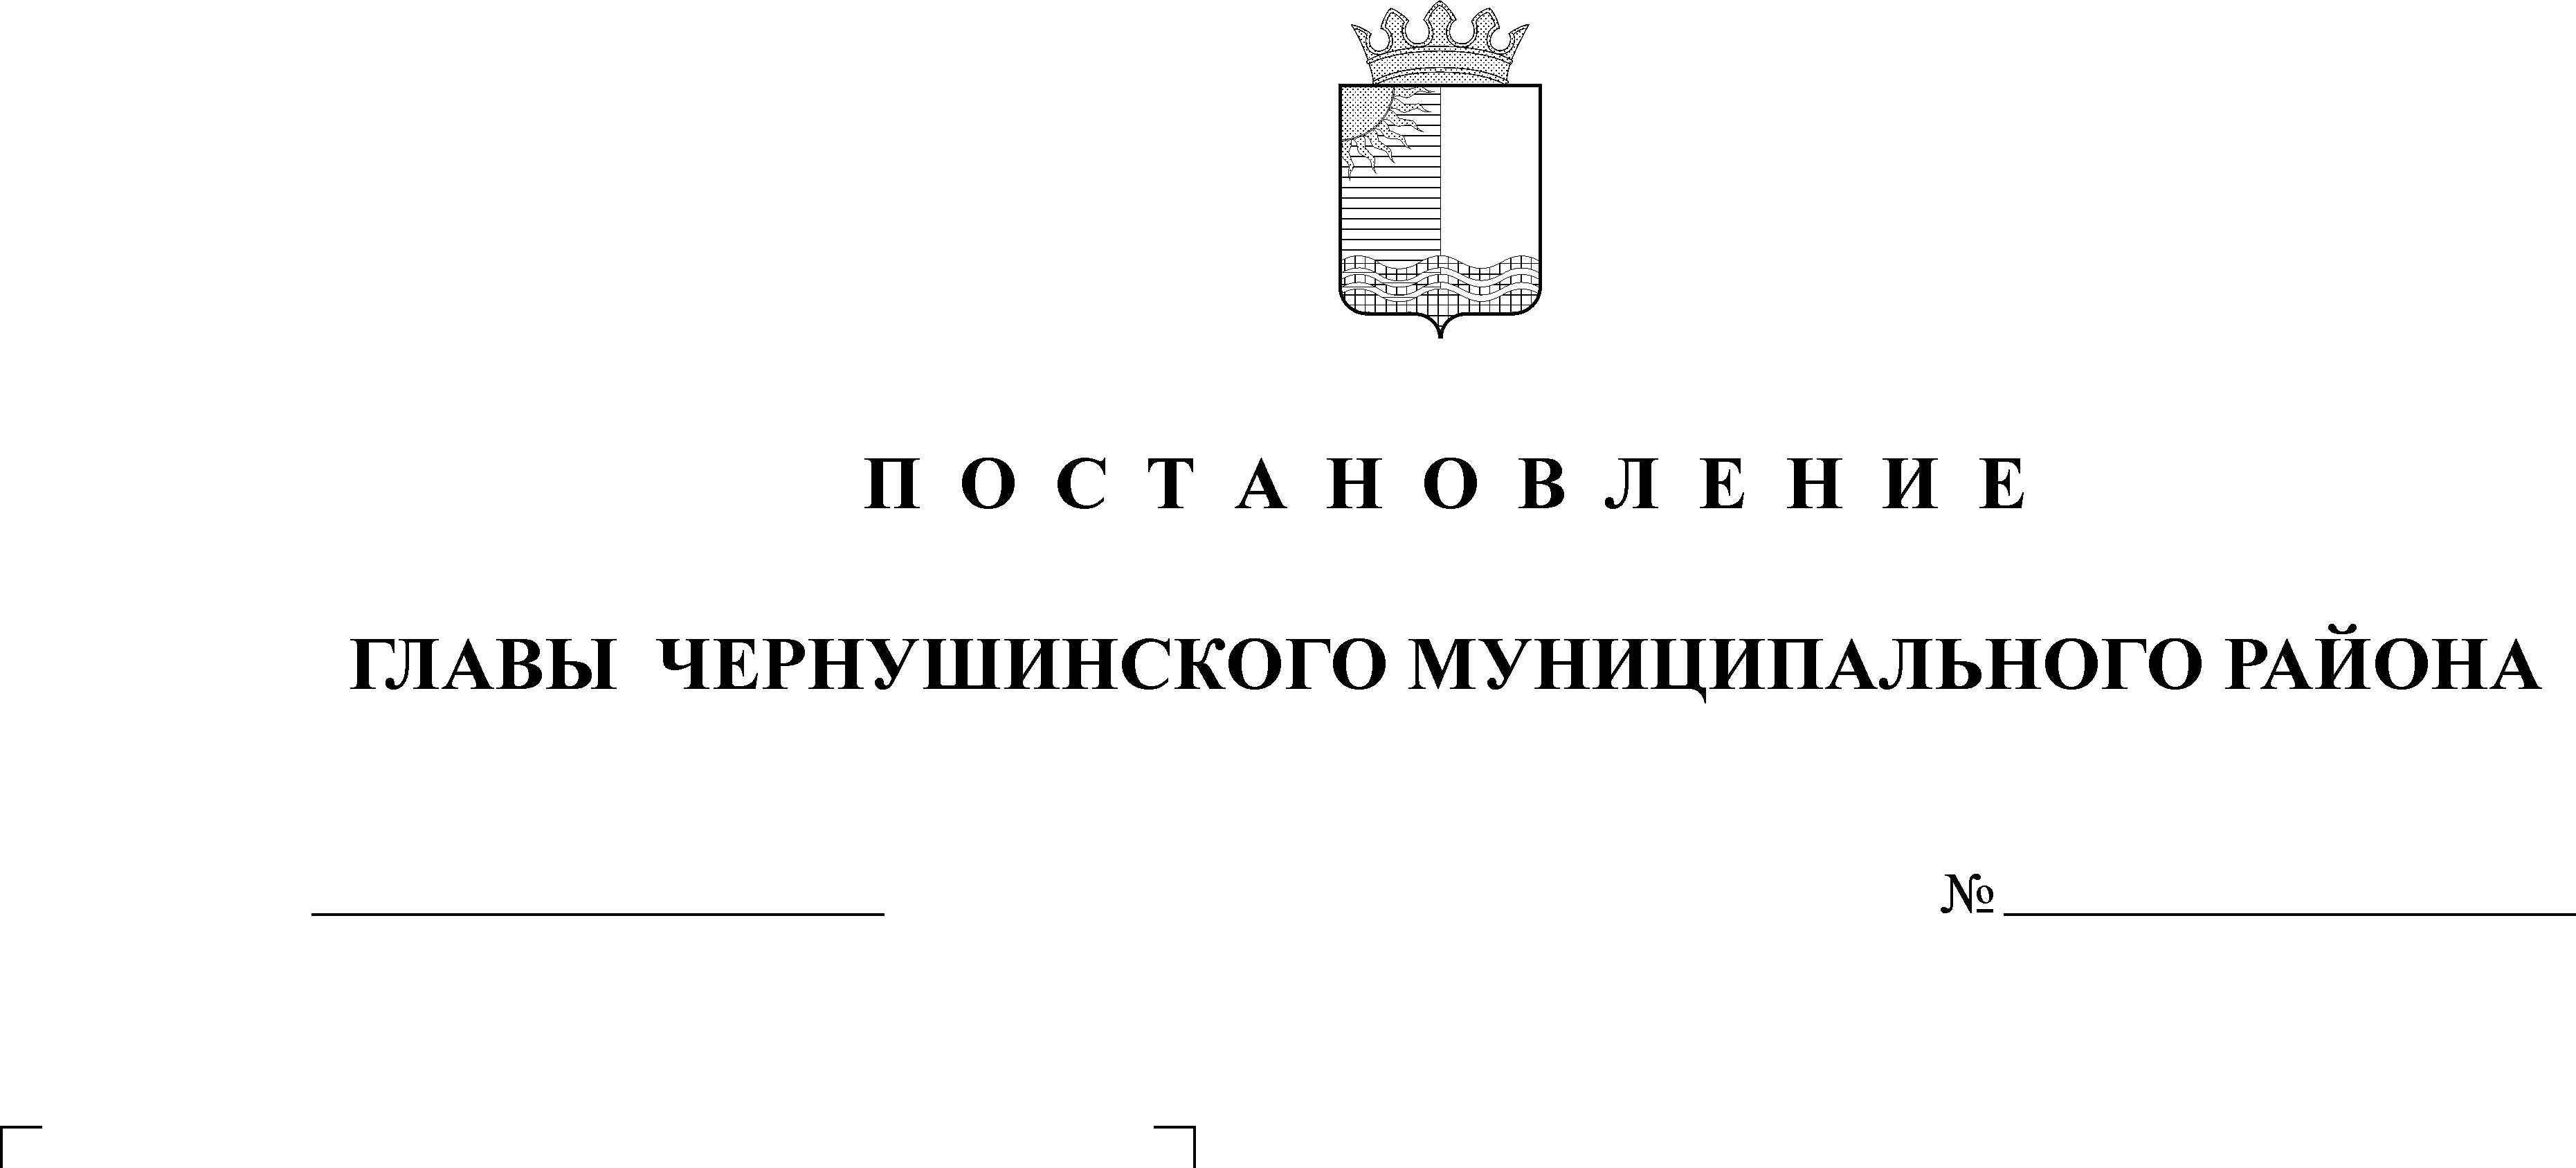 П О С Т А Н О В Л Е Н И Е
ГЛАВЫ ЧЕРНУШИНСКОГО МУНИЦИПАЛЬНОГО РАЙОНА
№